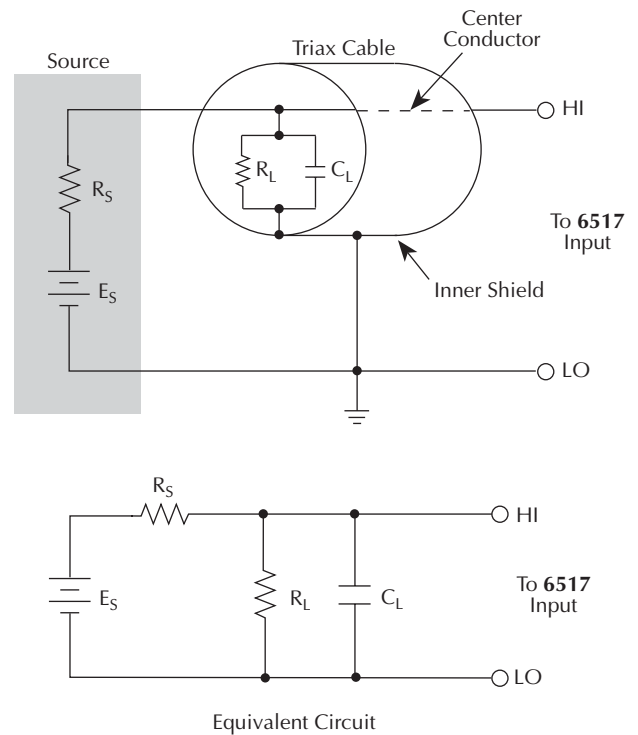 Center
Conductor
Triax Cable
Source
HI
R_L
C_L
R_S
To 6517
Input
E_S
Inner Shield
LO
R_S
HI
E_S
R_L
C_L
To 6517
Input
LO
Equivalent Circuit